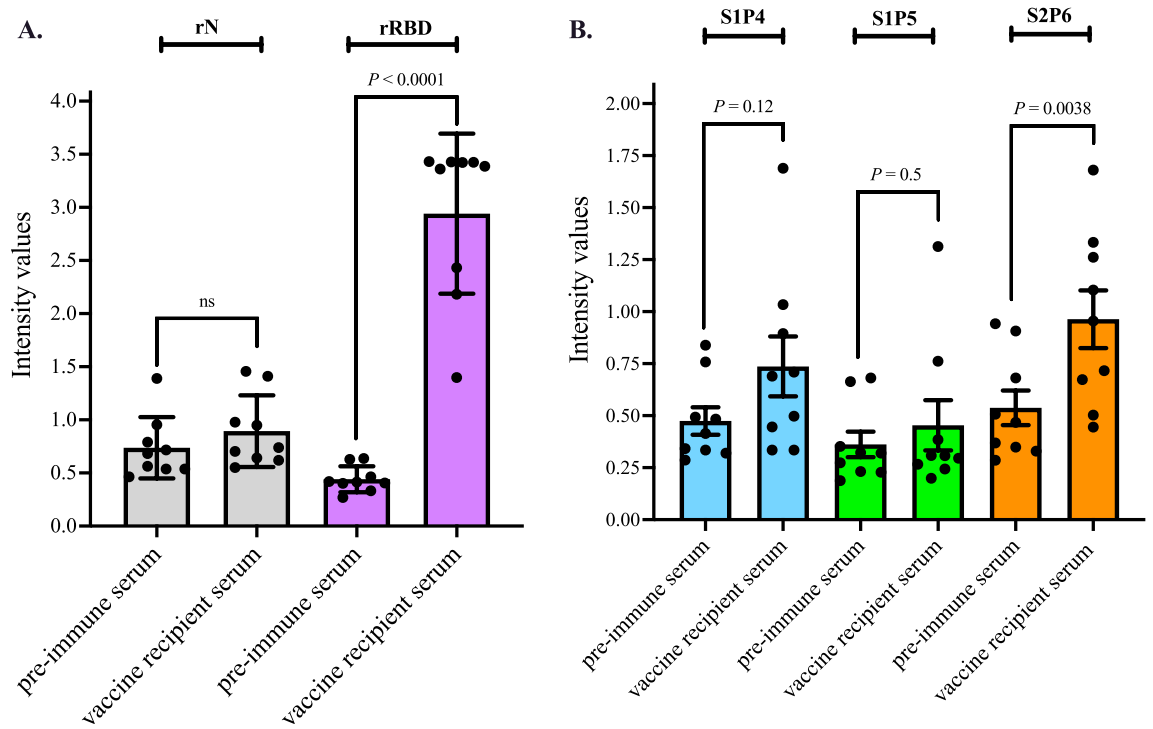 A.
rN
rRBD
Intensity values
4.0
3.5
3.0
2.5
2.0
1.5
1.0
0.5
0.0
ns
P < 0.0001
pre-immune serum
vaccine recipient serum
pre-immune serum
vaccine recipient serum
B.
S1P4
S1P5
S2P6
Intensity values
2.00
1.75
1.50
1.25
1.00
0.75
0.50
0.25
0.00
P = 0.12
P = 0.5
P = 0.0038
pre-immune serum
vaccine recipient serum
pre-immune serum
vaccine recipient serum
pre-immune serum
vaccine recipient serum